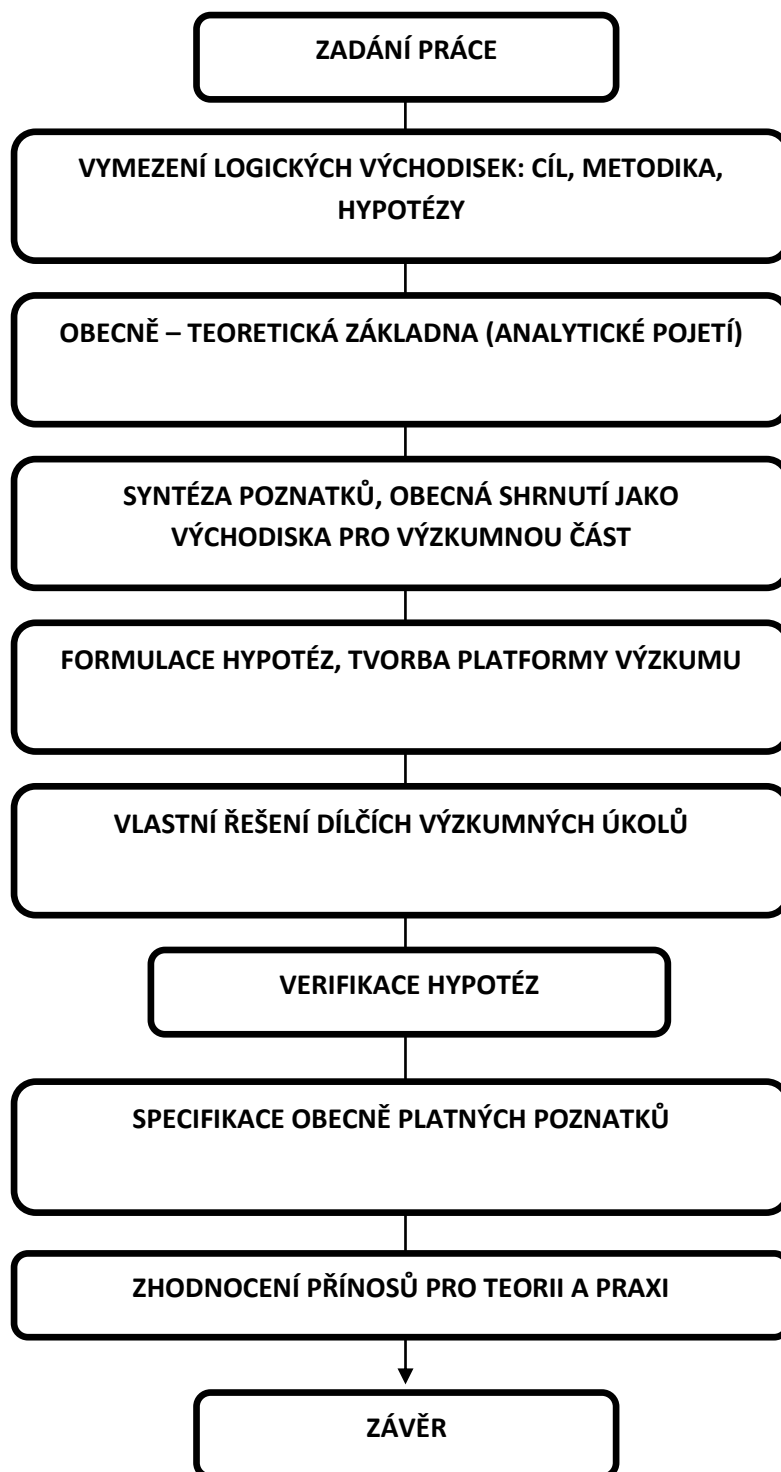 ZADÁNÍ PRÁCE
VYMEZENÍ LOGICKÝCH VÝCHODISEK: CÍL, METODIKA,
HYPOTÉZY
OBECNĚ – TEORETICKÁ ZÁKLADNA (ANALYTICKÉ POJETÍ)
SYNTÉZA POZNATKŮ, OBECNÁ SHRNUTÍ JAKO
VÝCHODISKA PRO VÝZKUMNOU ČÁST
FORMULACE HYPOTÉZ, TVORBA PLATFORMY VÝZKUMU
VLASTNÍ ŘEŠENÍ DÍLČÍCH VÝZKUMNÝCH ÚKOLŮ
VERIFIKACE HYPOTÉZ
SPECIFIKACE OBECNĚ PLATNÝCH POZNATKŮ
ZHODNOCENÍ PŘÍNOSŮ PRO TEORII A PRAXI
ZÁVĚR